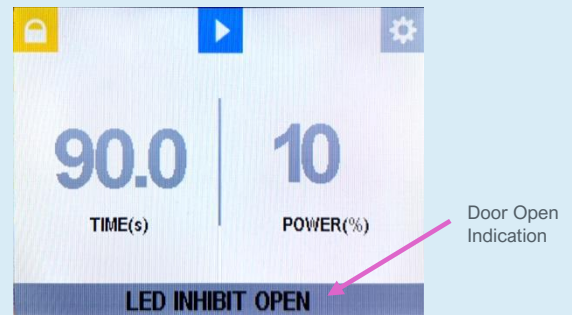 90.0
10
TIME(s)
POWER(%)
LED INHIBIT OPEN
Door Open
Indication